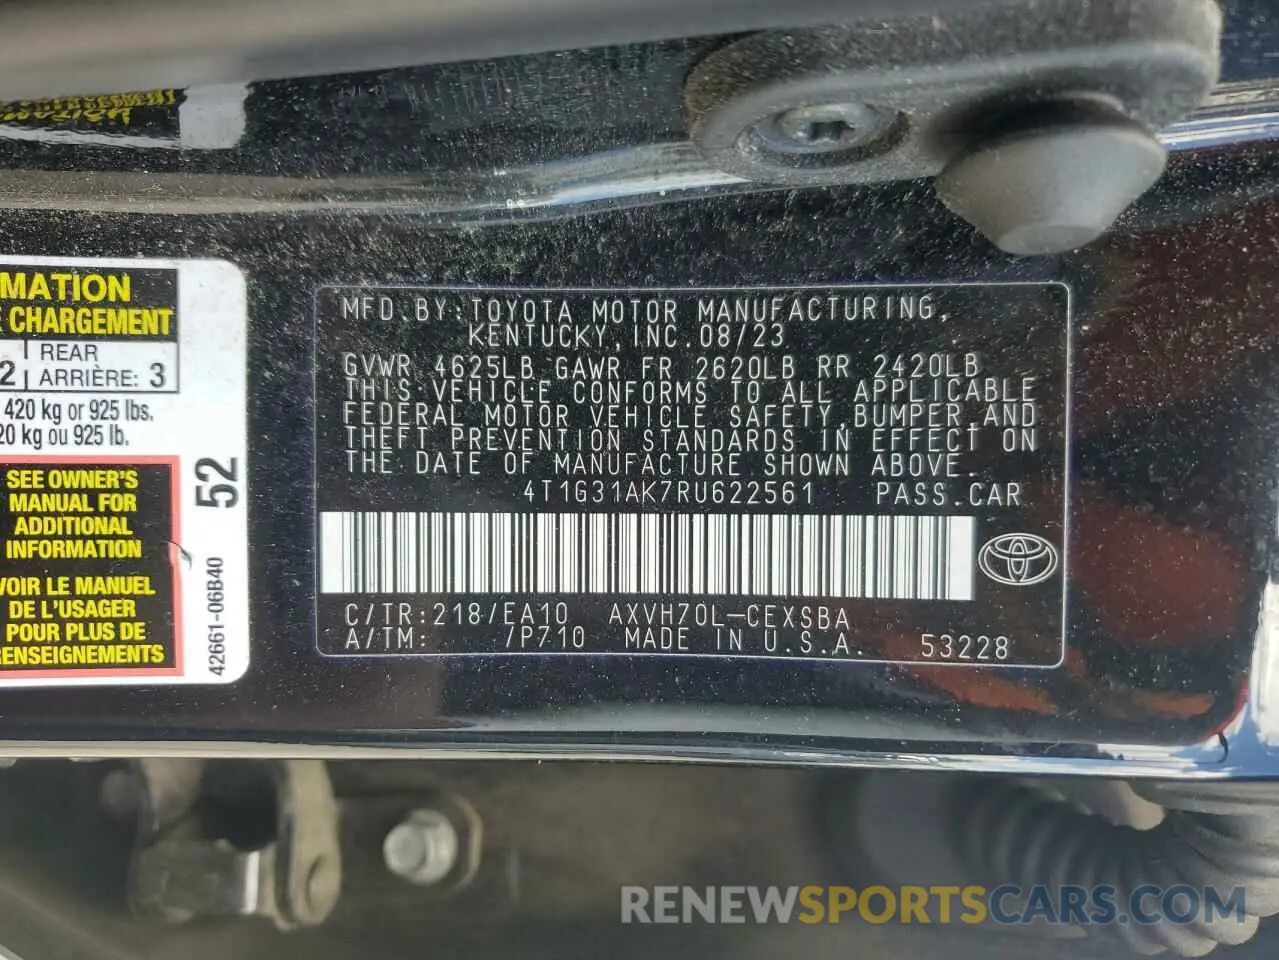 MATION
E CHARGEMENT
2 REAR
ARRIÈRE: 3
420 kg or 925 lbs.
20 kg ou 925 lb.
SEE OWNER'S
MANUAL FOR
ADDITIONAL
INFORMATION
VOIR LE MANUEL
DE L'USAGER
POUR PLUS DE
RENSEIGNEMENTS
52
42661-06B40
MFD.BY:TOYOTA MOTOR MANUFACTURING,
KENTUCKY,INC.08/23
GVWR 4625LB GAWR FR 2620LB RR 2420LB
THIS VEHICLE CONFORMS TO ALL APPLICABLE
FEDERAL MOTOR VEHICLE SAFETY,BUMPER,AND
THEFT PREVENTION STANDARDS IN EFFECT ON
THE DATE OF MANUFACTURE SHOWN ABOVE.
4T1G31AK7RU622561 PASS.CAR
C/TR:218/EA10 AXVH70L-CEXSBA
A/TM: /P710 MADE IN U.S.A. 53228
RENEWSPORTSCARS.COM